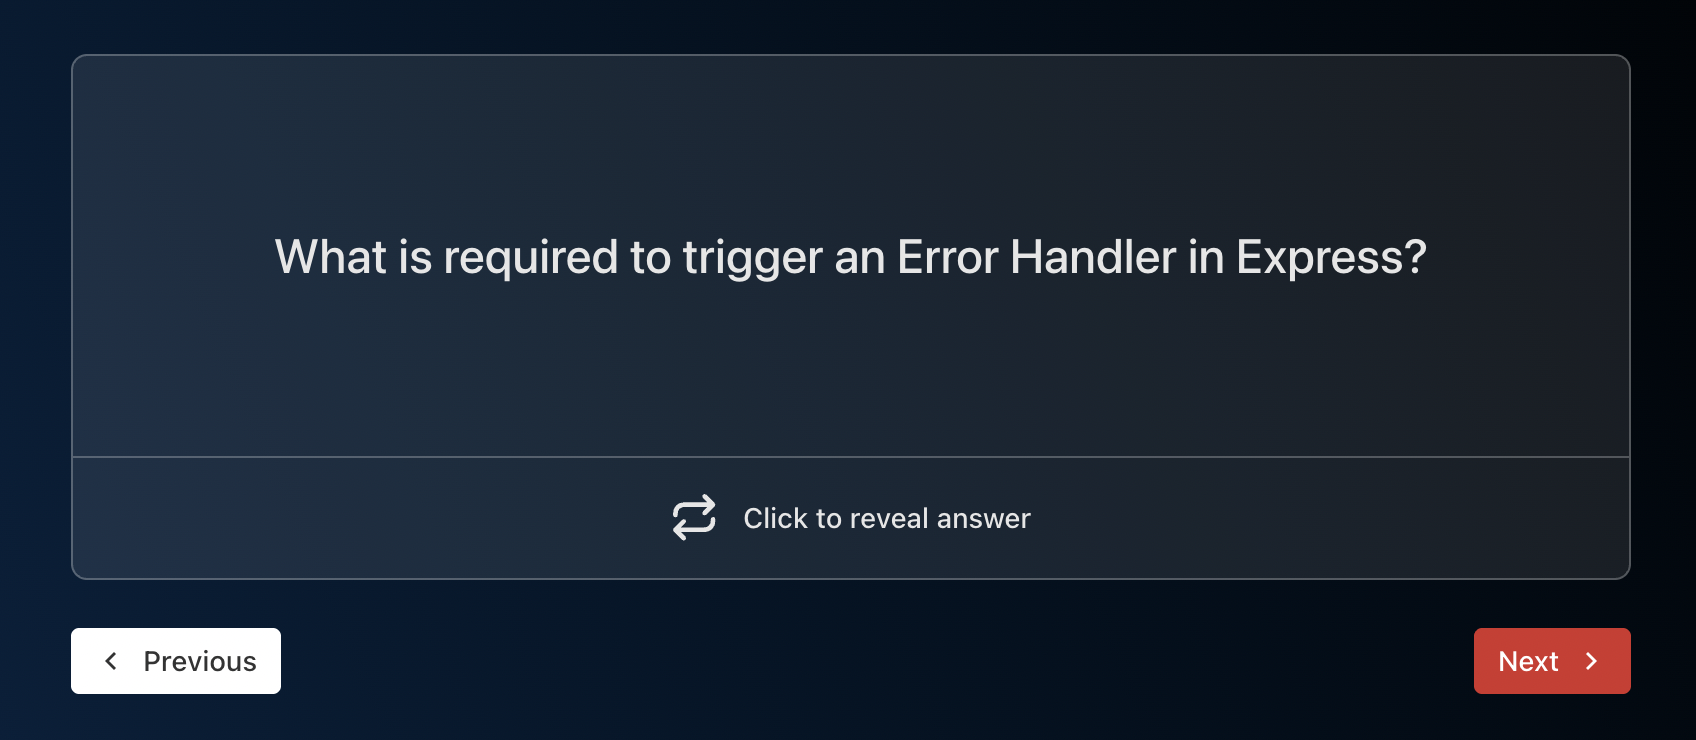 What is required to trigger an Error Handler in Express?
Click to reveal answer
Previous
Next